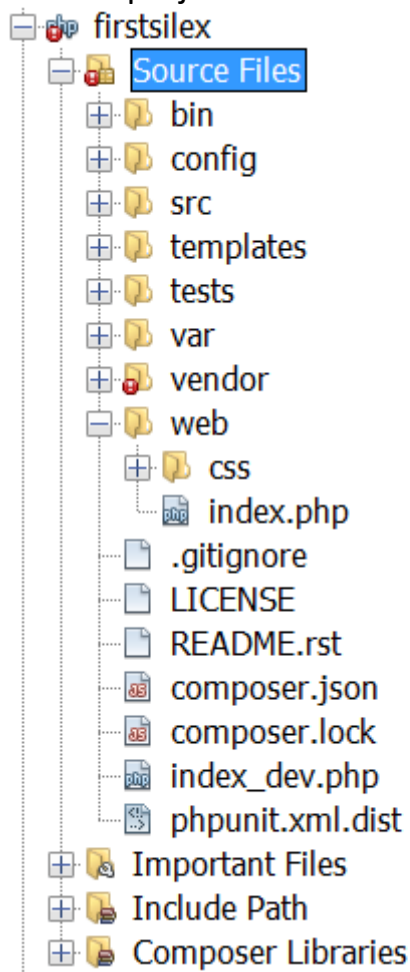 firstsilex
Source Files
bin
config
src
templates
tests
var
vendor
web
css
index.php
.gitignore
LICENSE
README.rst
composer.json
composer.lock
index_dev.php
phpunit.xml.dist
Important Files
Include Path
Composer Libraries